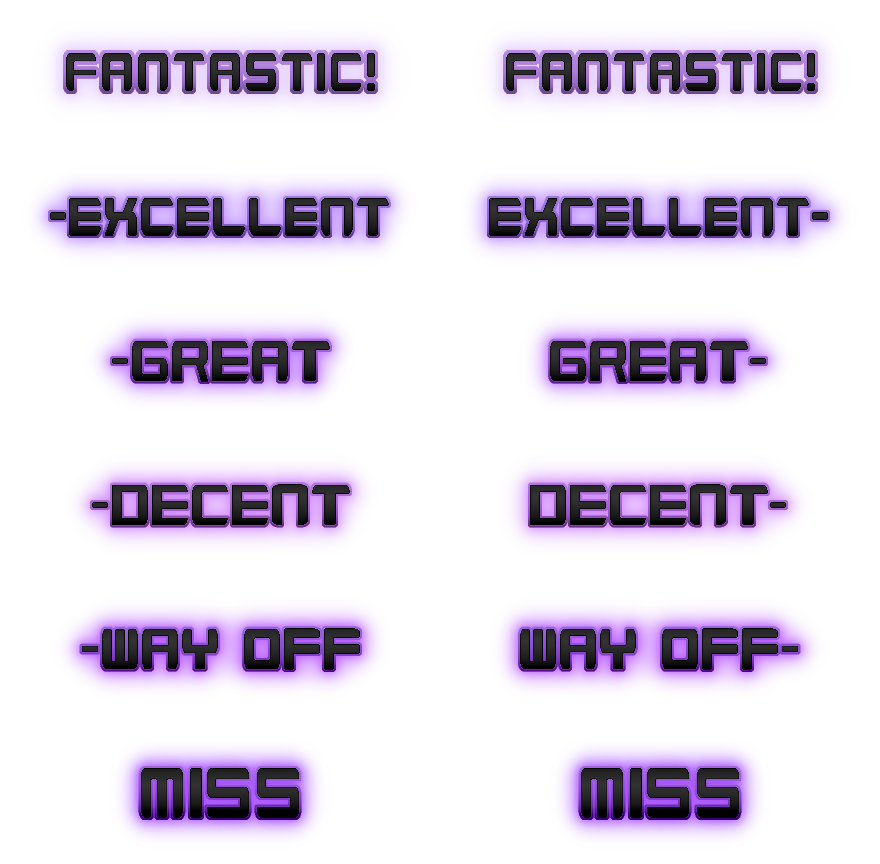 FANTASTIC! FANTASTIC!
-EXCELLENT EXCELLENT-
-GREAT GREAT-
-DECENT DECENT-
-WAY OFF WAY OFF-
MISS MISS